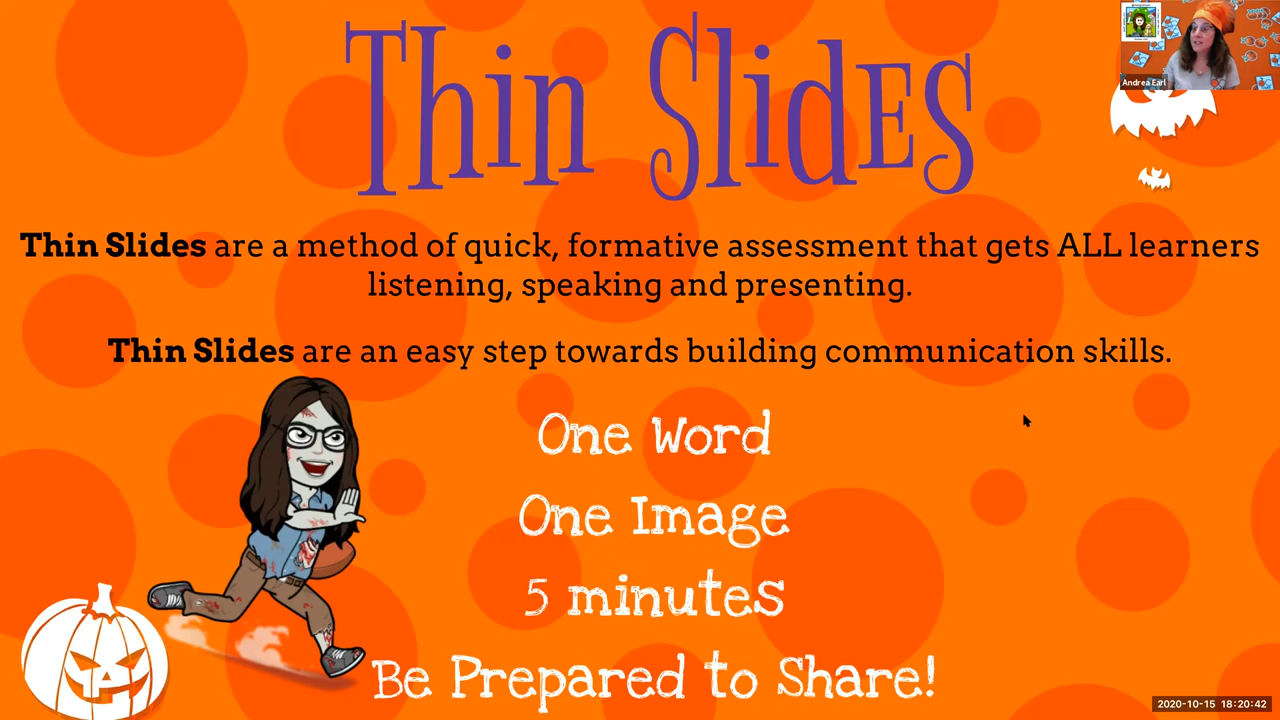 Thin Slides
Andrea Earl
Thin Slides are a method of quick, formative assessment that gets ALL learners
listening, speaking and presenting.
Thin Slides are an easy step towards building communication skills.
One Word
One Image
5 minutes
Be Prepared to Share!
2020-10-15 18:20:42